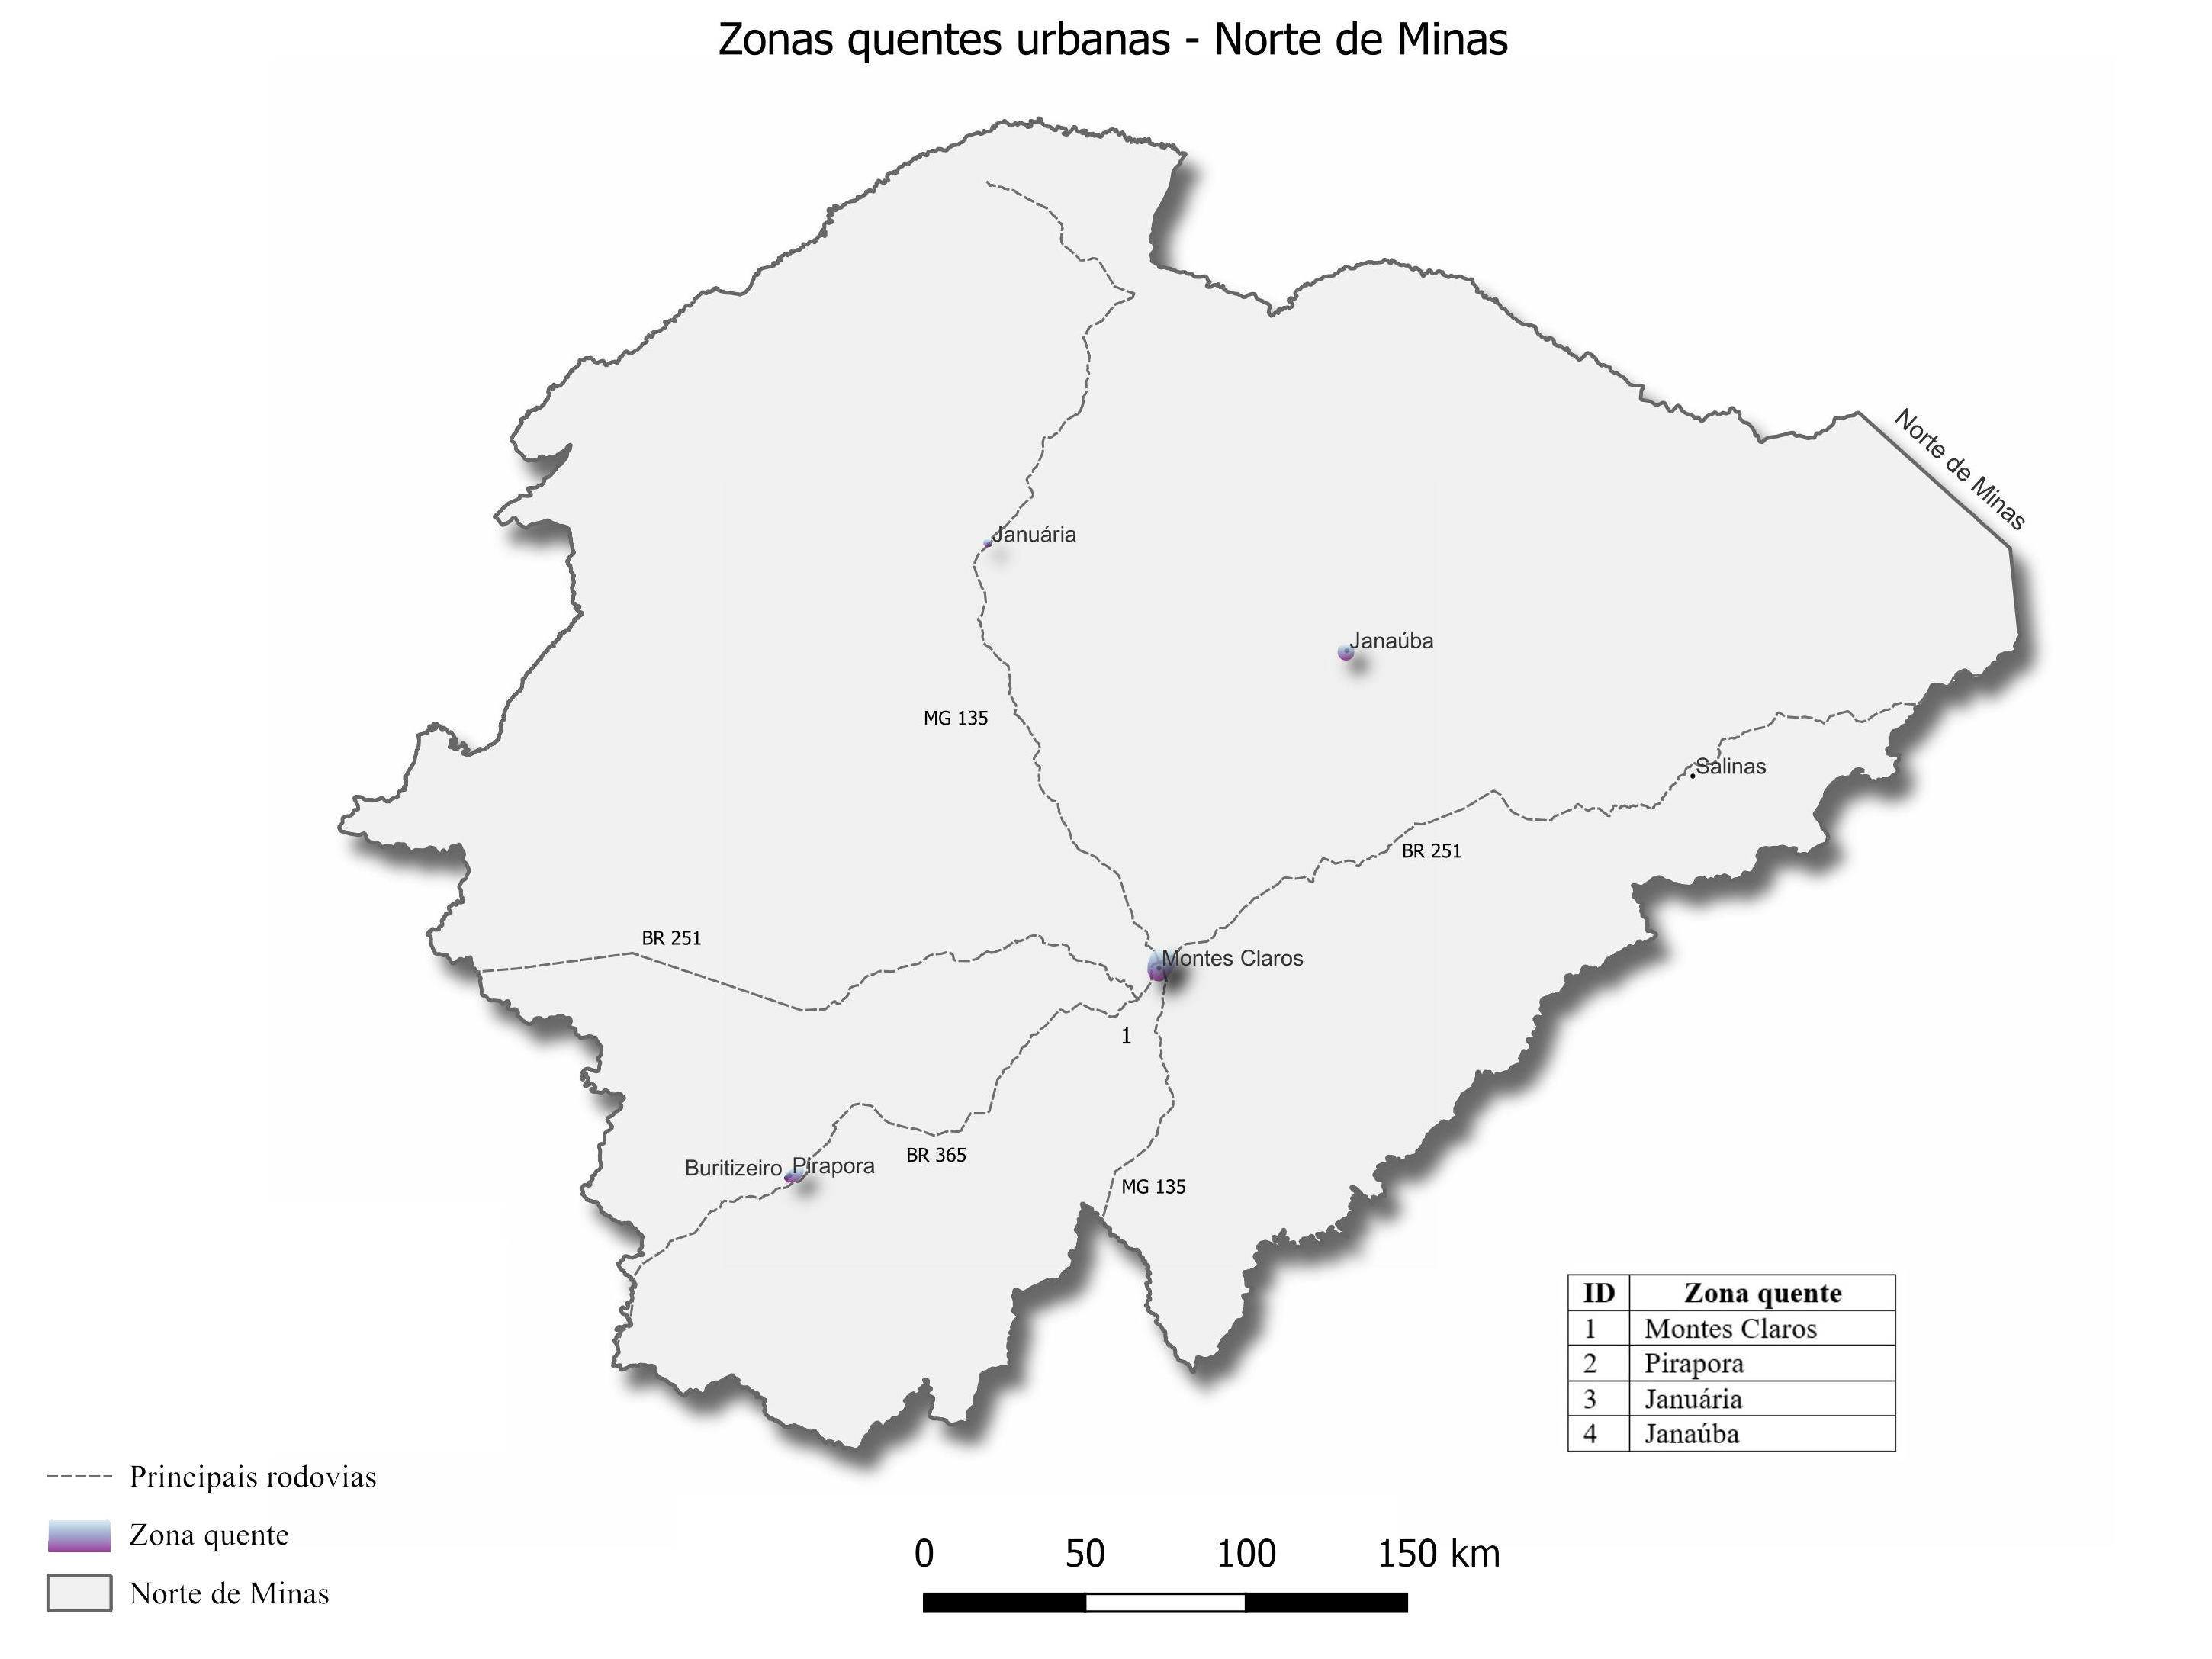 Zonas quentes urbanas - Norte de Minas
Norte de Minas
Januária
Janaúba
MG 135
Salinas
BR 251
BR 251
Montes Claros
1
Buritizeiro
Pirapora
BR 365
MG 135
ID Zona quente
1 Montes Claros
2 Pirapora
3 Januária
4 Janaúba
Principais rodovias
Zona quente
Norte de Minas
0 50 100 150 km